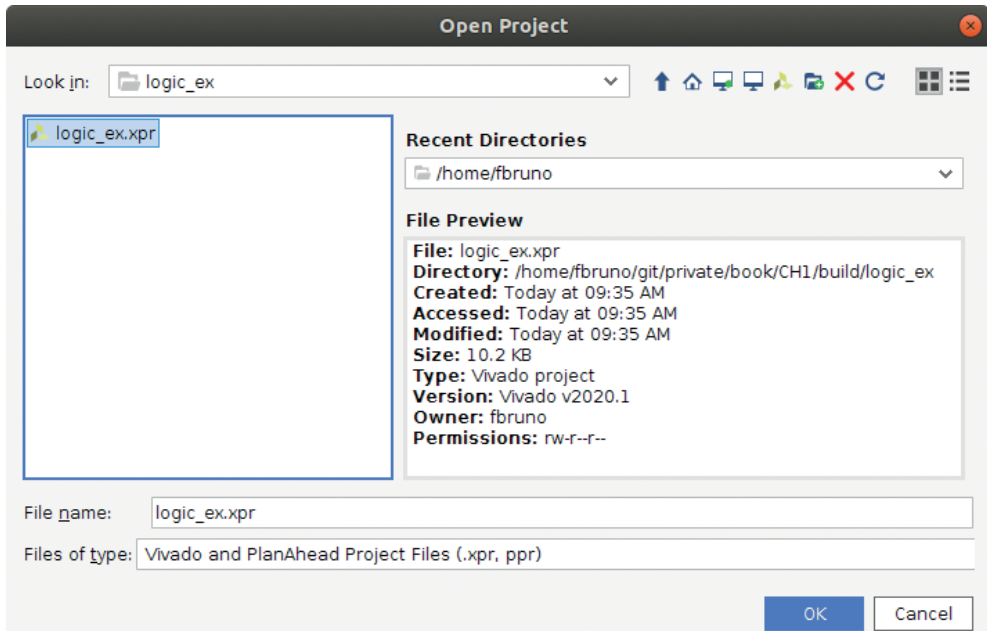 Open Project
Look in: logic_ex
logic_ex.xpr
Recent Directories
/home/fbruno
File Preview
File: logic_ex.xpr
Directory: /home/fbruno/git/private/book/CH1/build/logic_ex
Created: Today at 09:35 AM
Accessed: Today at 09:35 AM
Modified: Today at 09:35 AM
Size: 10.2 KB
Type: Vivado project
Version: Vivado v2020.1
Owner: fbruno
Permissions: rw-r--r--
File name: logic_ex.xpr
Files of type: Vivado and PlanAhead Project Files (.xpr, ppr)
OK Cancel